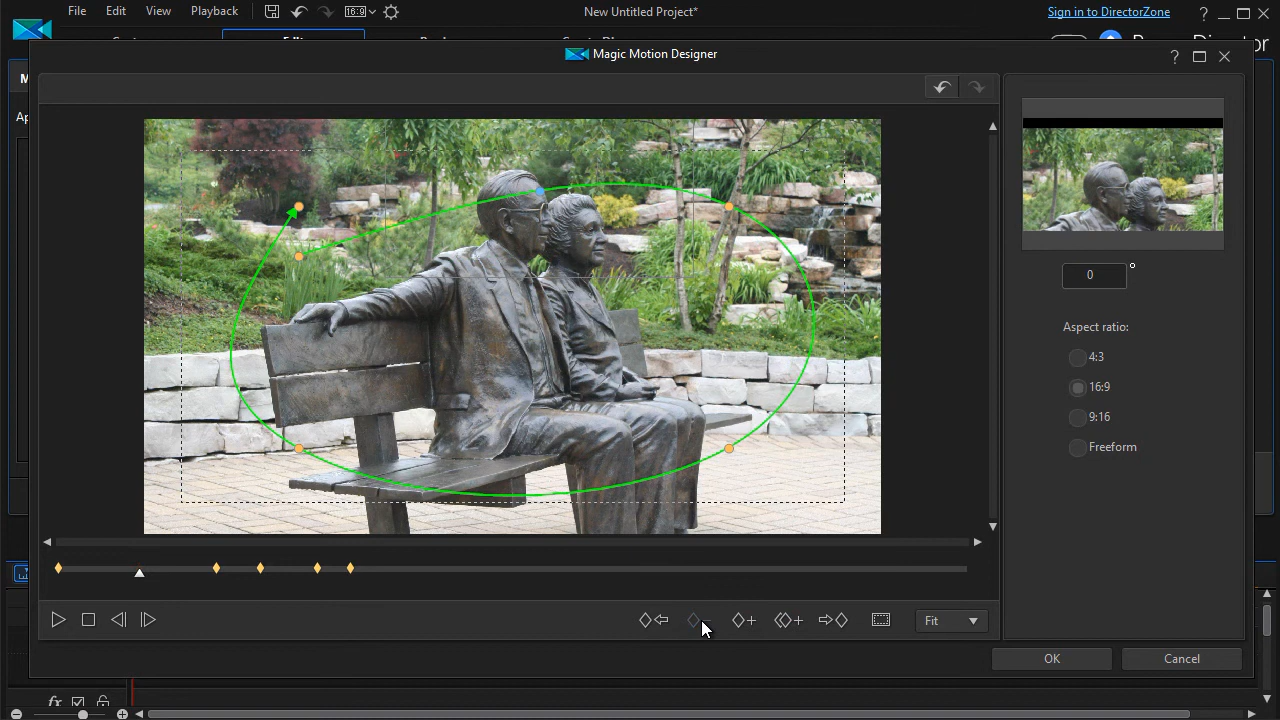 File Edit View Playback
16:9
New Untitled Project*
Sign in to DirectorZone
?
Magic Motion Designer
?
0 °
Aspect ratio:
4:3
16:9
9:16
Freeform
Fit
OK Cancel
fx